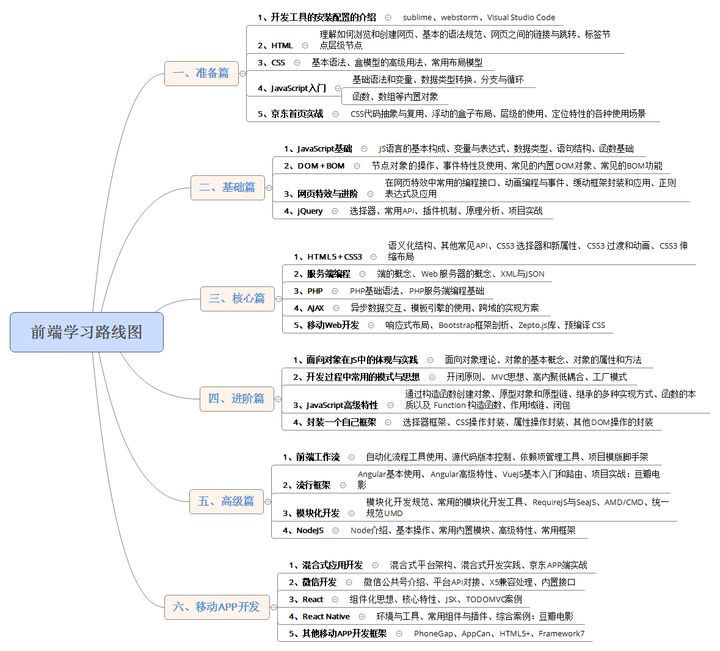 前端学习路线图
一、准备篇
1、开发工具的安装配置的介绍
sublime、webstorm、Visual Studio Code
2、HTML
理解如何浏览和创建网页、基本的语法规范、网页之间的链接与跳转、标签节
点层级节点
3、CSS
基本语法、盒模型的高级用法、常用布局模型
4、JavaScript入门
基础语法和变量、数据类型转换、分支与循环
函数、数组等内置对象
5、京东首页实战
CSS代码抽象与复用、浮动的盒子布局、层级的使用、定位特性的各种使用场景
二、基础篇
1、JavaScript基础
JS语言的基本构成、变量与表达式、数据类型、语句结构、函数基础
2、DOM+BOM
节点对象的操作、事件特性及使用、常见的内置DOM对象、常见的BOM功能
3、网页特效与进阶
在网页特效中常用的编程接口、动画编程与事件、缓动框架封装和应用、正则
表达式及应用
4、jQuery
选择器、常用API、插件机制、原理分析、项目实战
三、核心篇
1、HTML5+CSS3
语义化结构、其他常见API、CSS3 选择器和新属性、CSS3 过渡和动画、CSS3 伸
缩布局
2、服务端编程
端的概念、Web 服务器的概念、XML与JSON
3、PHP
PHP基础语法、PHP服务端编程基础
4、AJAX
异步数据交互、模板引擎的使用、跨域的实现方案
5、移动Web开发
响应式布局、Bootstrap框架剖析、Zepto.js库、预编译 CSS
四、进阶篇
1、面向对象在JS中的体现与实践
面向对象理论、对象的基本概念、对象的属性和方法
2、开发过程中常用的模式与思想
开闭原则、MVC思想、高内聚低耦合、工厂模式
3、JavaScript高级特性
通过构造函数创建对象、原型对象和原型链、继承的多种实现方式、函数的本
质以及 Function 构造函数、作用域链、闭包
4、封装一个自己框架
选择器框架、CSS操作封装、属性操作封装、其他DOM操作的封装
五、高级篇
1、前端工作流
自动化流程工具使用、源代码版本控制、依赖项管理工具、项目模版脚手架
2、流行框架
Angular基本使用、Angular高级特性、VueJS基本入门和路由、项目实战：豆瓣电
影
3、模块化开发
模块化开发规范、常用的模块化开发工具、RequireJS与SeaJS、AMD/CMD、统一
规范UMD
4、NodeJS
Node介绍、基本操作、常用内置模块、高级特性、常用框架
六、移动APP开发
1、混合式应用开发
混合式平台架构、混合式开发实践、京东APP端实战
2、微信开发
微信公共号介绍、平台API对接、X5兼容处理、内置接口
3、React
组件化思想、核心特性、JSX、TODOMVC案例
4、React Native
环境与工具、常用组件与插件、综合案例：豆瓣电影
5、其他移动APP开发框架
PhoneGap、AppCan、HTML5+、Framework7